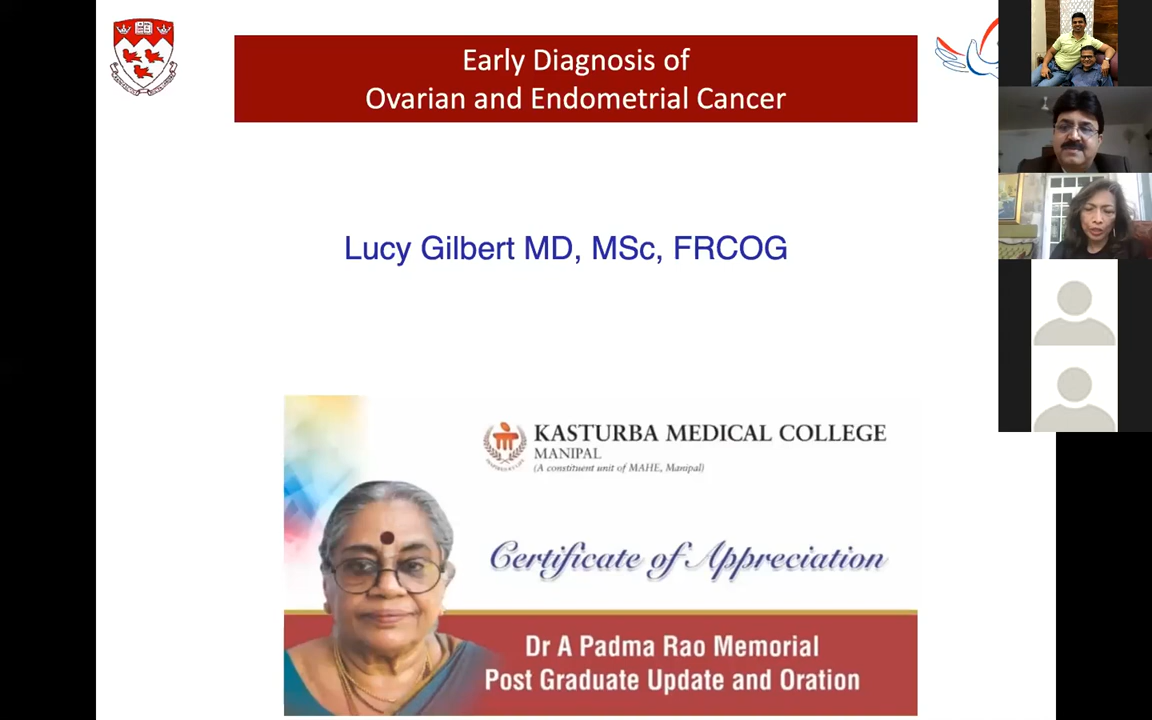 Early Diagnosis of
Ovarian and Endometrial Cancer
Lucy Gilbert MD, MSc, FRCOG
KASTURBA MEDICAL COLLEGE
MANIPAL
(A constituent unit of MAHE, Manipal)
Certificate of Appreciation
Dr A Padma Rao Memorial
Post Graduate Update and Oration